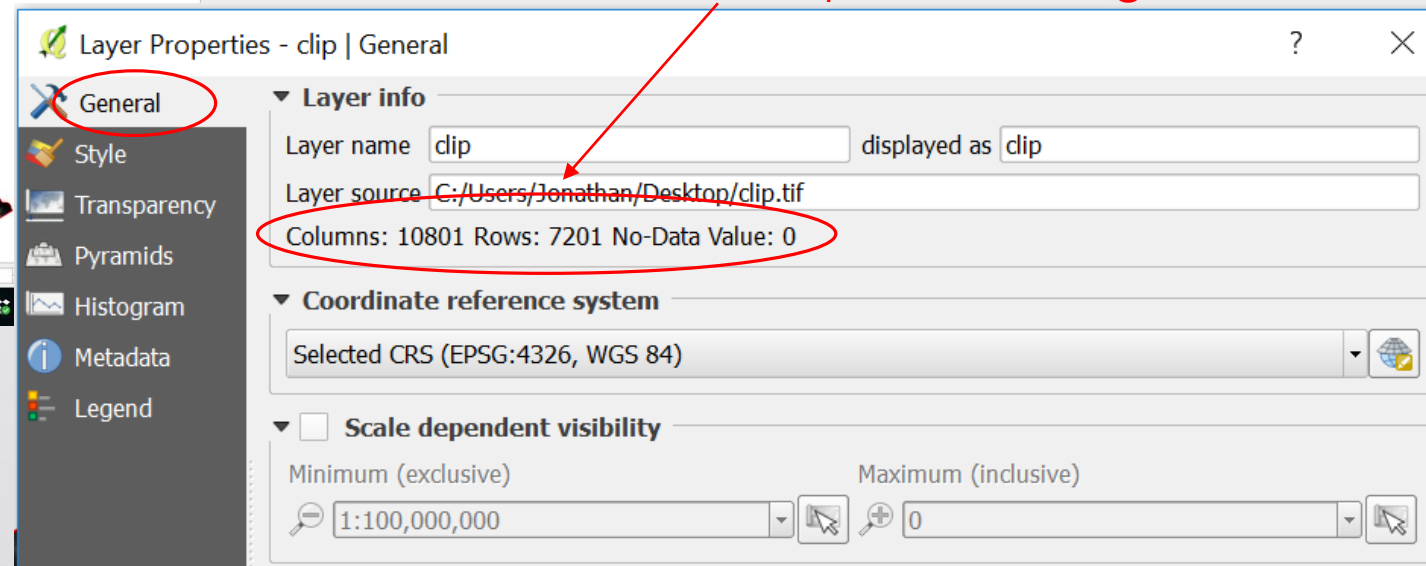 Layer Properties - clip | General ? ×
General
Style
Transparency
Pyramids
Histogram
Metadata
Legend
Layer info
Layer name clip displayed as clip
Layer source C:/Users/Jonathan/Desktop/clip.tif
Columns: 10801 Rows: 7201 No-Data Value: 0
Coordinate reference system
Selected CRS (EPSG:4326, WGS 84)
Scale dependent visibility
Minimum (exclusive) Maximum (inclusive)
1:100,000,000 0